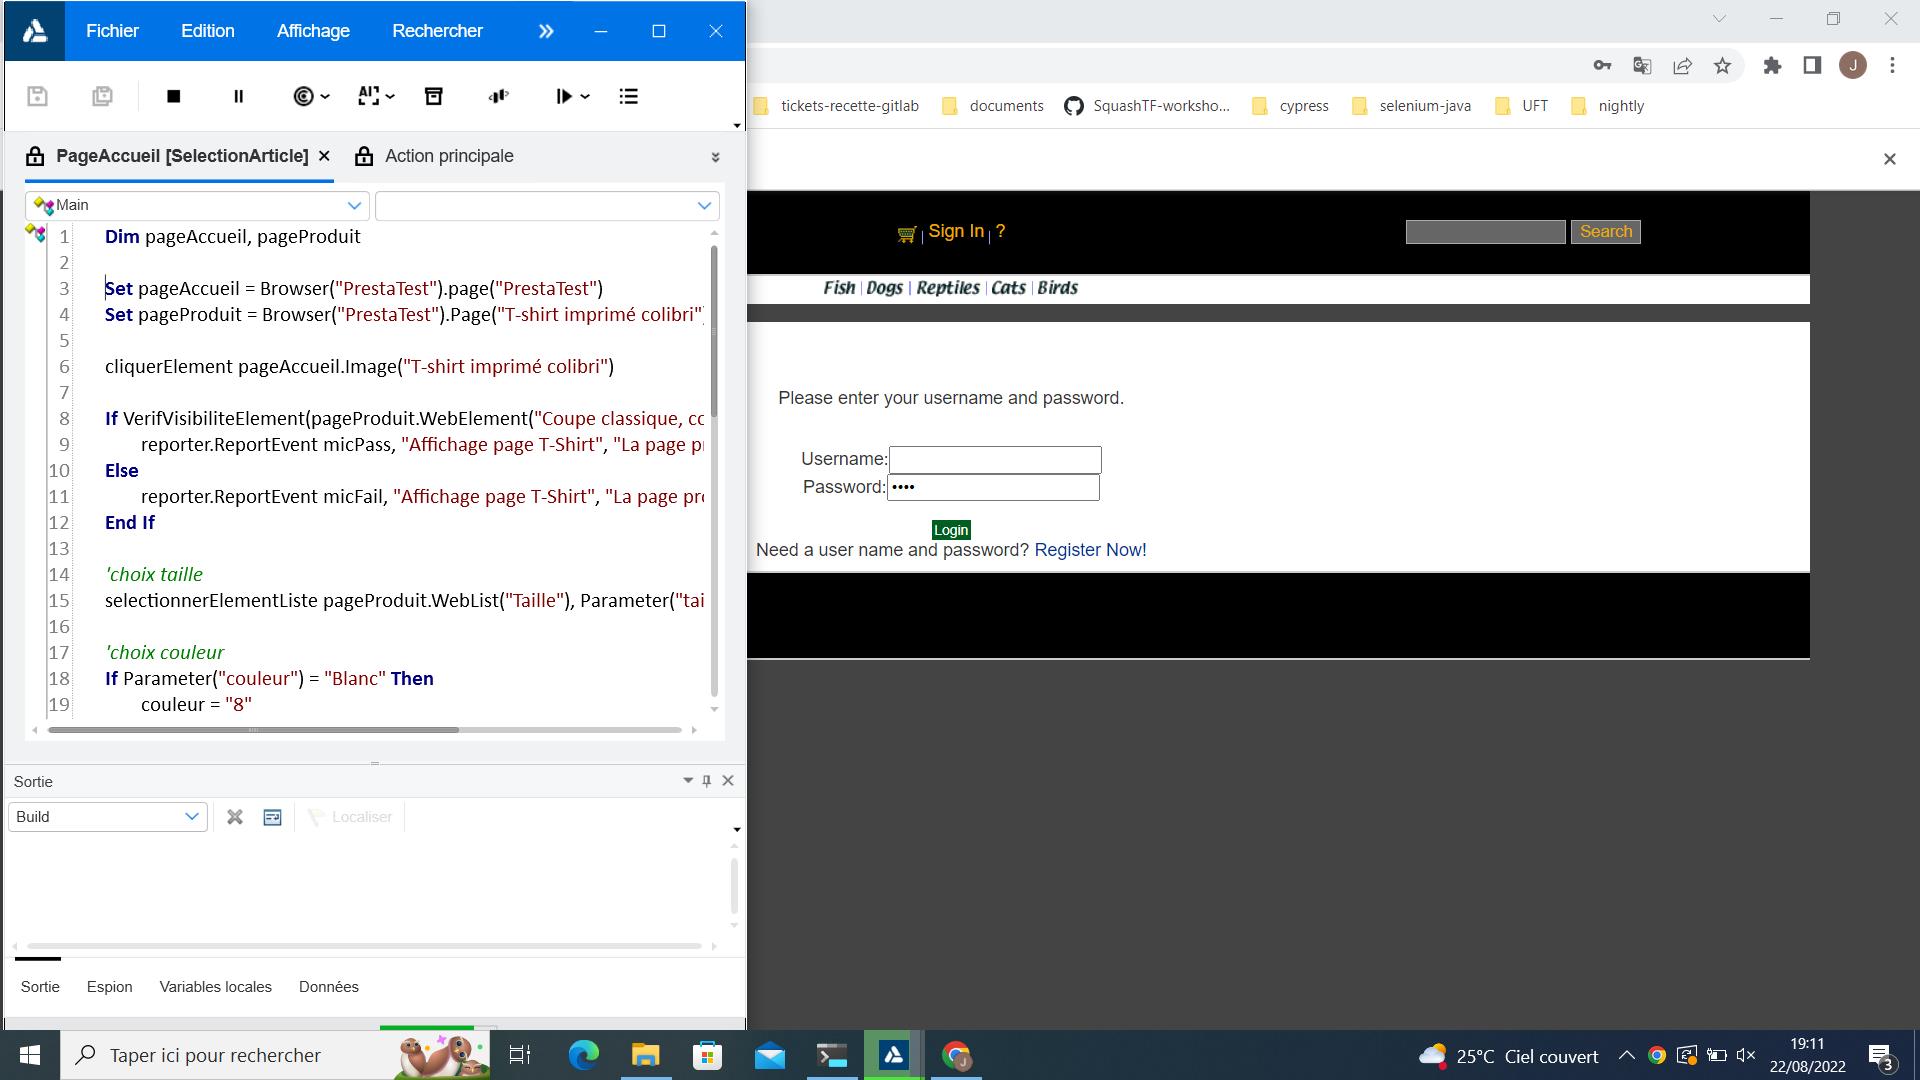 Fichier Edition Affichage Rechercher
PageAccueil [SelectionArticle]
Action principale
Main
1 Dim pageAccueil, pageProduit
2
3 Set pageAccueil = Browser("PrestaTest").page("PrestaTest")
4 Set pageProduit = Browser("PrestaTest").Page("T-shirt imprimé colibri"
5
6 cliquerElement pageAccueil.Image("T-shirt imprimé colibri")
7
8 If VerifVisibiliteElement(pageProduit.WebElement("Coupe classique, co
9 reporter.ReportEvent micPass, "Affichage page T-Shirt", "La page p
10 Else
11 reporter.ReportEvent micFail, "Affichage page T-Shirt", "La page pro
12 End If
13
14 'choix taille
15 selectionnerElementListe pageProduit.WebList("Taille"), Parameter("tai
16
17 'choix couleur
18 If Parameter("couleur") = "Blanc" Then
19 couleur = "8"
Sortie
Build
Localiser
Sortie Espion Variables locales Données
J
tickets-recette-gitlab documents SquashTF-worksho... cypress selenium-java UFT nightly
Sign In | ?
Search
Fish | Dogs | Reptiles | Cats | Birds
Please enter your username and password.
Username:
Password: ••••
Login
Need a user name and password? Register Now!
Taper ici pour rechercher
25°C Ciel couvert
19:11
22/08/2022
3